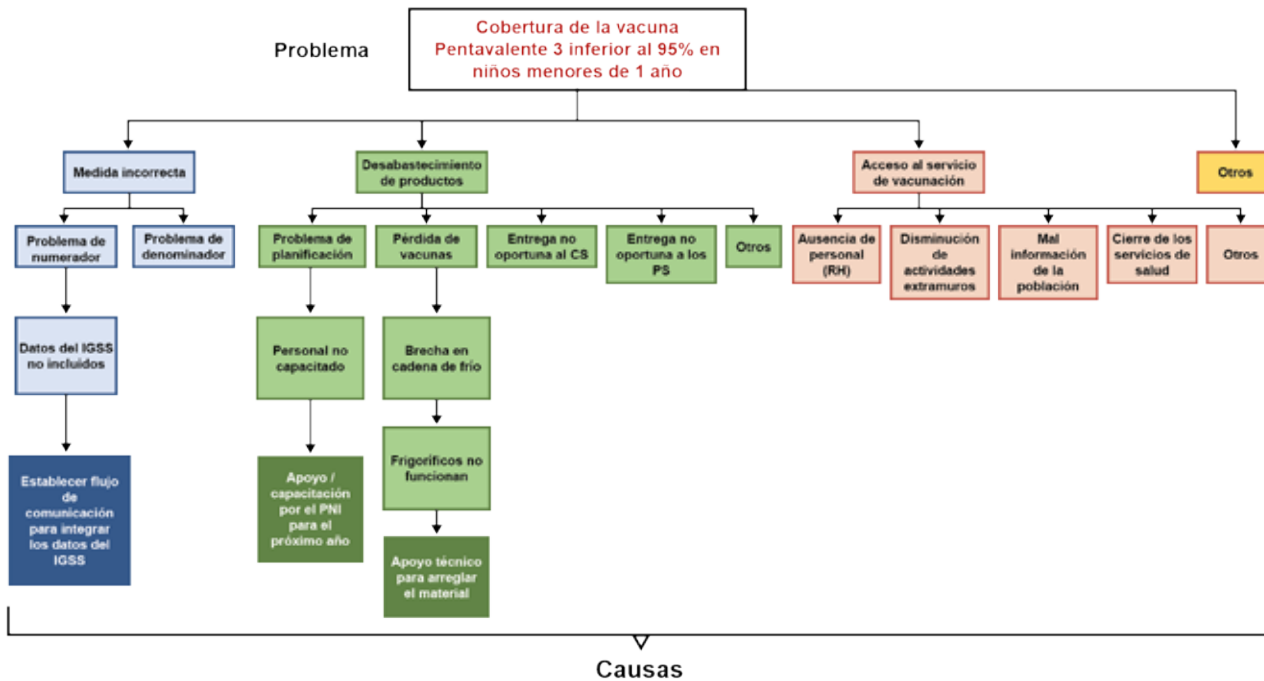 Problema
Cobertura de la vacuna
Pentavalente 3 inferior al 95% en
niños menores de 1 año
Medida incorrecta
Desabastecimiento
de productos
Acceso al servicio
de vacunación
Otros
Problema de
numerador
Problema de
denominador
Problema de
planificación
Pérdida de
vacunas
Entrega no
oportuna al CS
Entrega no
oportuna a los PS
Otros
Ausencia de
personal
(RH)
Disminución
de
actividades
extramuros
Mal
información
de la
población
Cierre de los
servicios de
salud
Otros
Datos del IGSS
no incluidos
Personal no
capacitado
Brecha en
cadena de frío
Frigoríficos no
funcionan
Establecer flujo
de
comunicación
para integrar
los datos del
IGSS
Apoyo /
capacitación
por el PNI
para el
próximo año
Apoyo técnico
para arreglar
el material
Causas